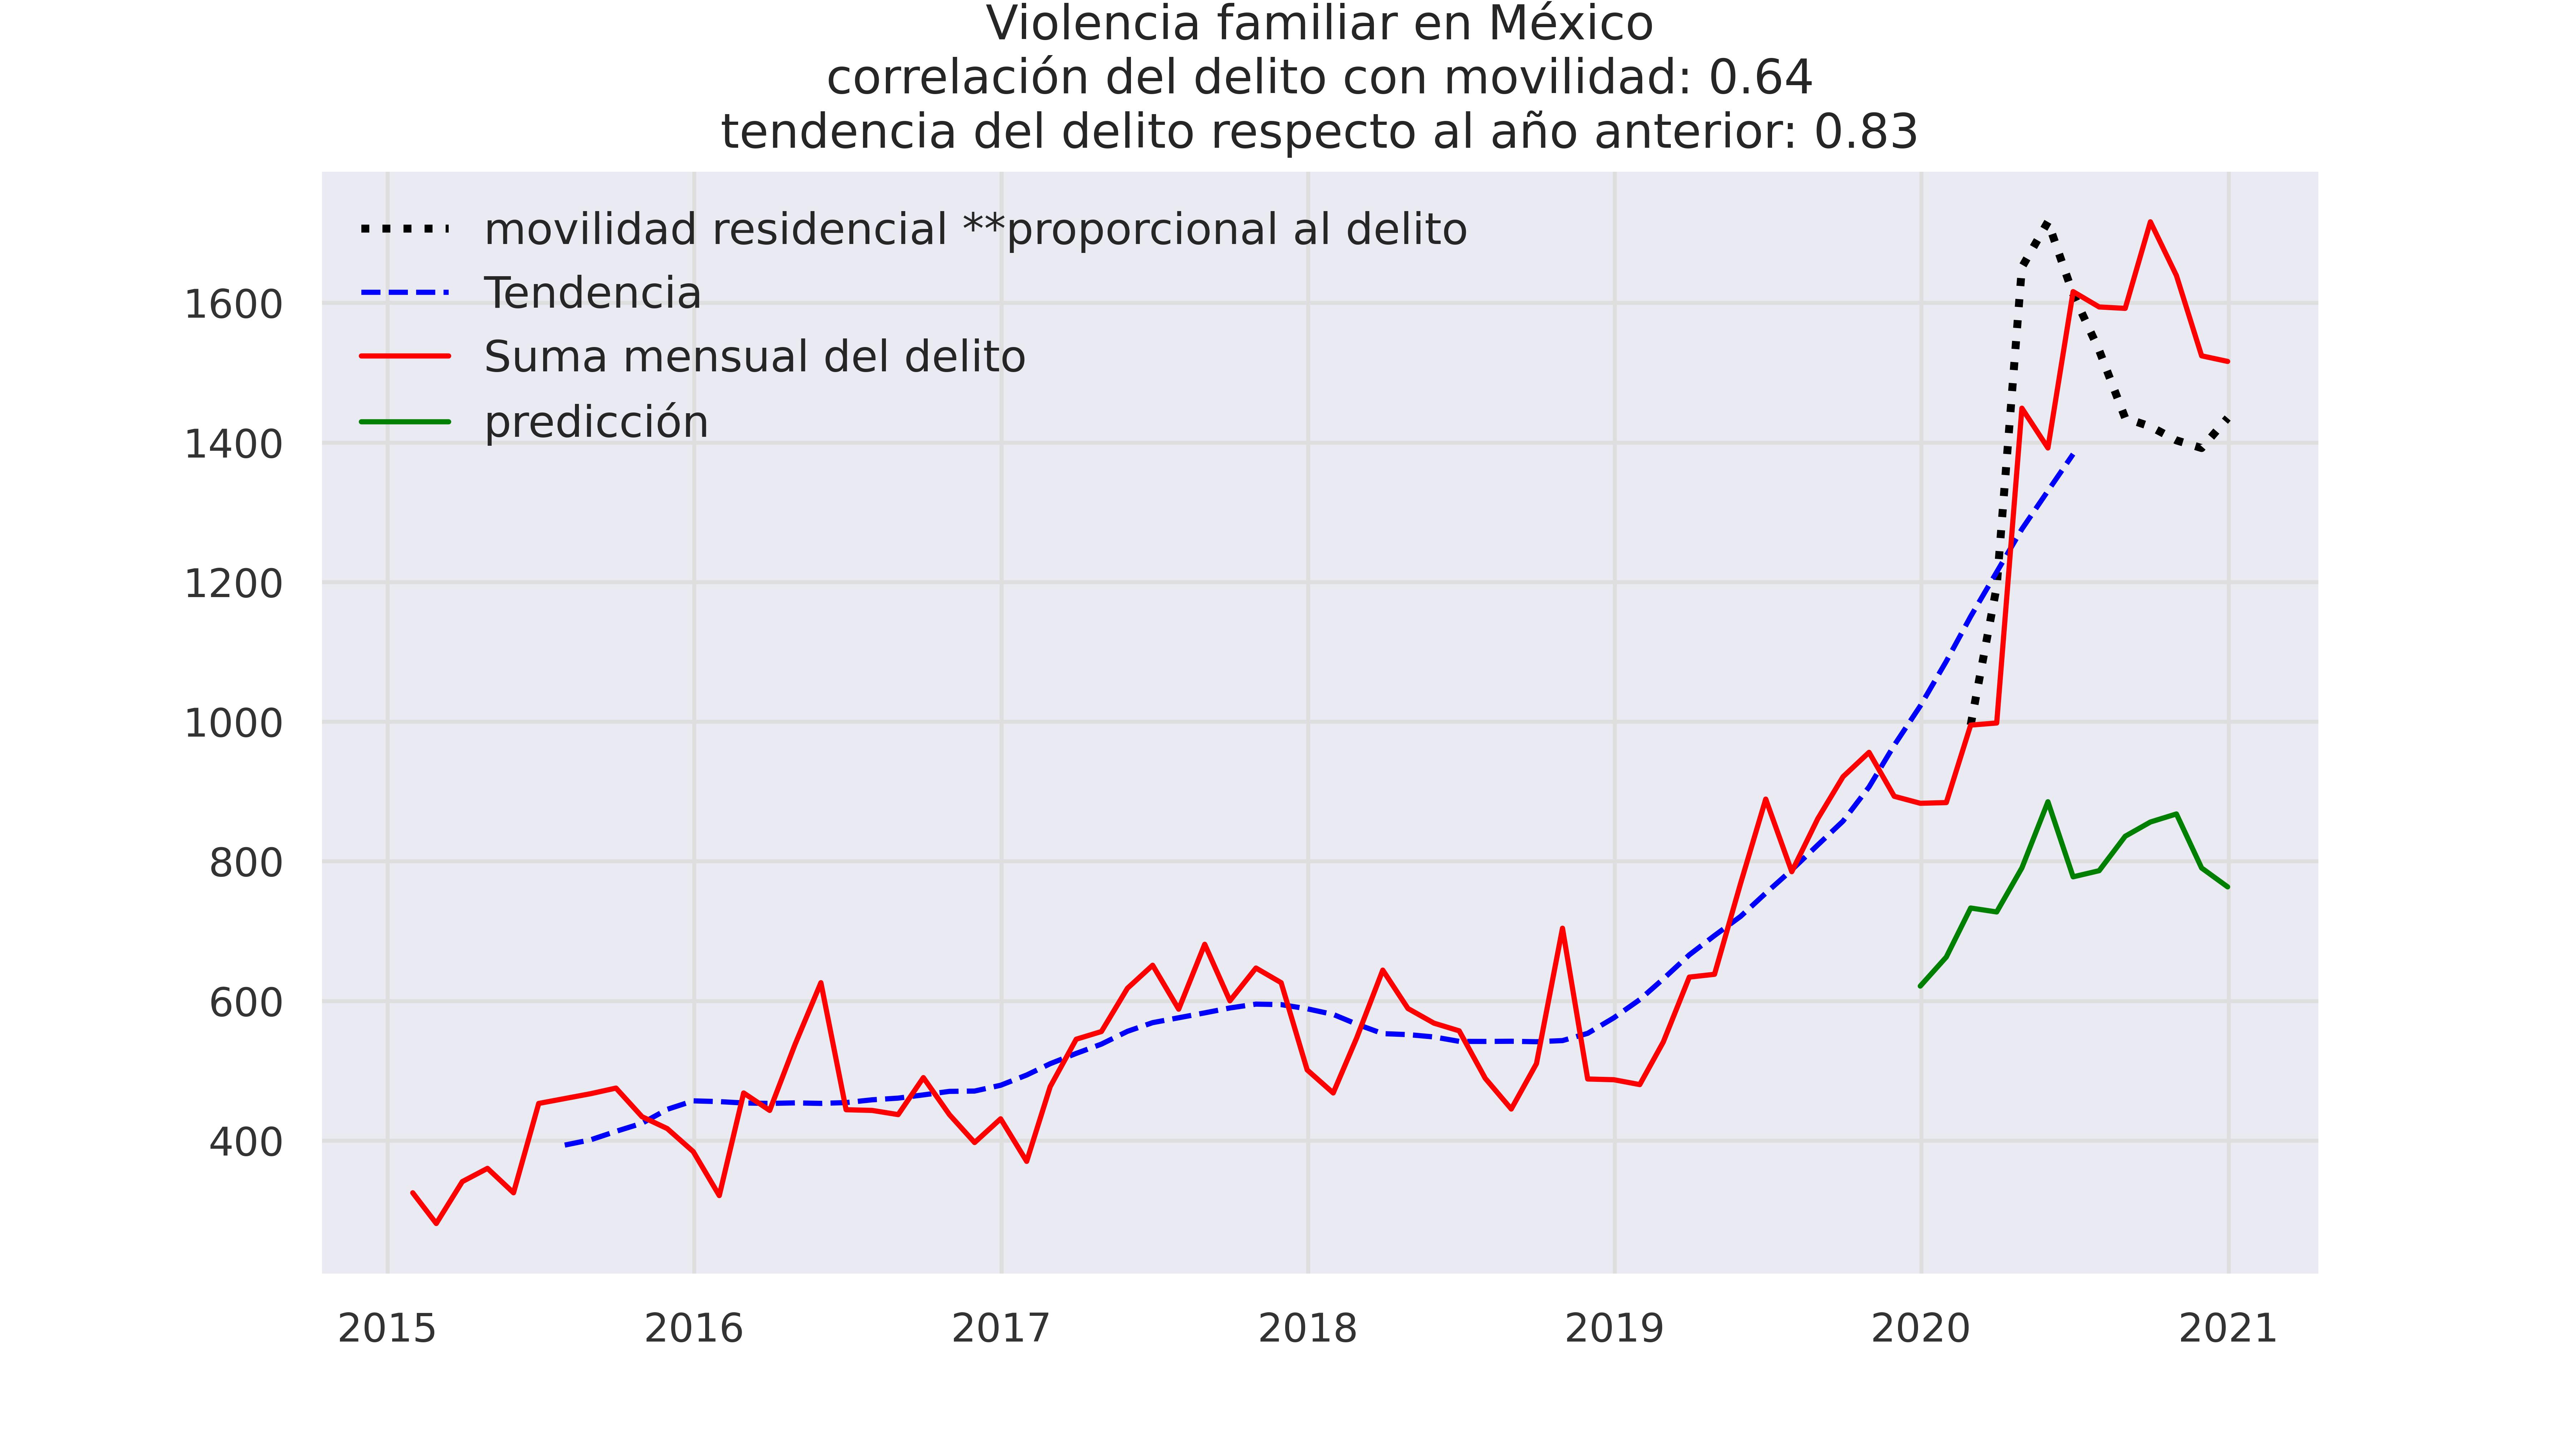 Violencia familiar en México
correlación del delito con movilidad: 0.64
tendencia del delito respecto al año anterior: 0.83
movilidad residencial **proporcional al delito
Tendencia
Suma mensual del delito
predicción
1600
1400
1200
1000
800
600
400
2015 2016 2017 2018 2019 2020 2021